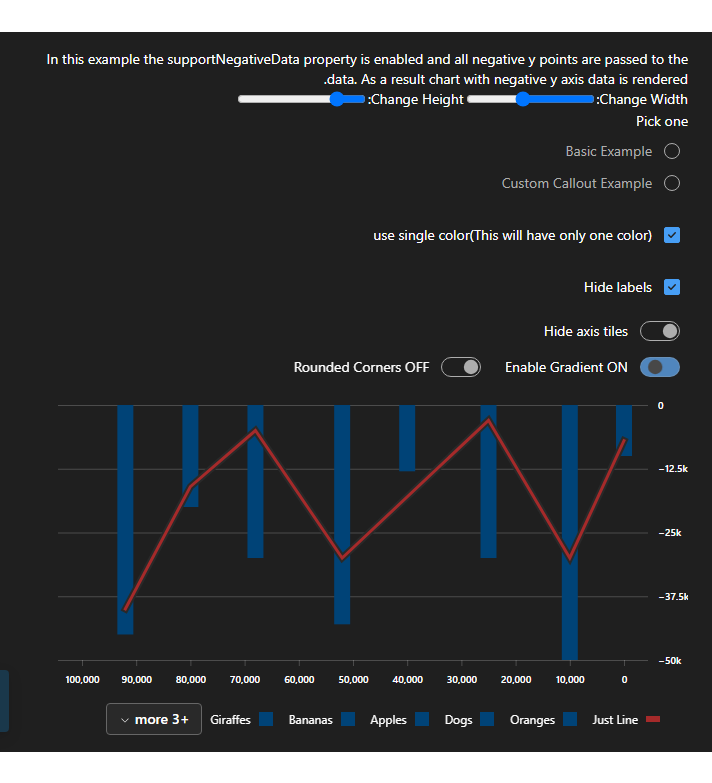 In this example the supportNegativeData property is enabled and all negative y points are passed to the
.data. As a result chart with negative y axis data is rendered
:Change Width :Change Height
Pick one
Basic Example
Custom Callout Example
use single color(This will have only one color)
Hide labels
Hide axis tiles
Enable Gradient ON Rounded Corners OFF
0
−12.5k
−25k
−37.5k
−50k
100,000 90,000 80,000 70,000 60,000 50,000 40,000 30,000 20,000 10,000 0
more 3+ Giraffes Bananas Apples Dogs Oranges Just Line